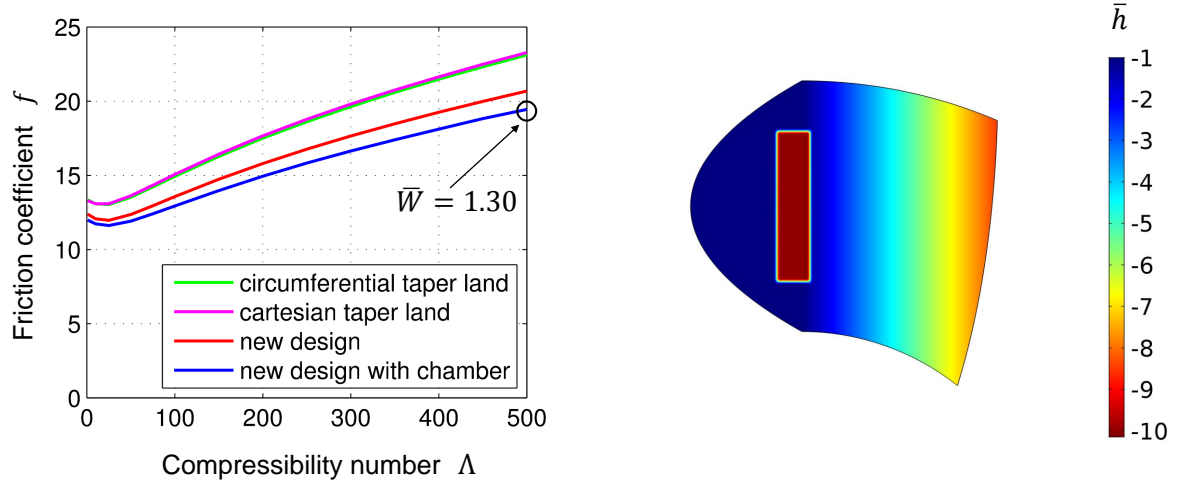 25
20
15
10
5
0
Friction coefficient f
W̅ = 1.30
circumferential taper land
cartesian taper land
new design
new design with chamber
0 100 200 300 400 500
Compressibility number Λ
h̅
-1
-2
-3
-4
-5
-6
-7
-8
-9
-10